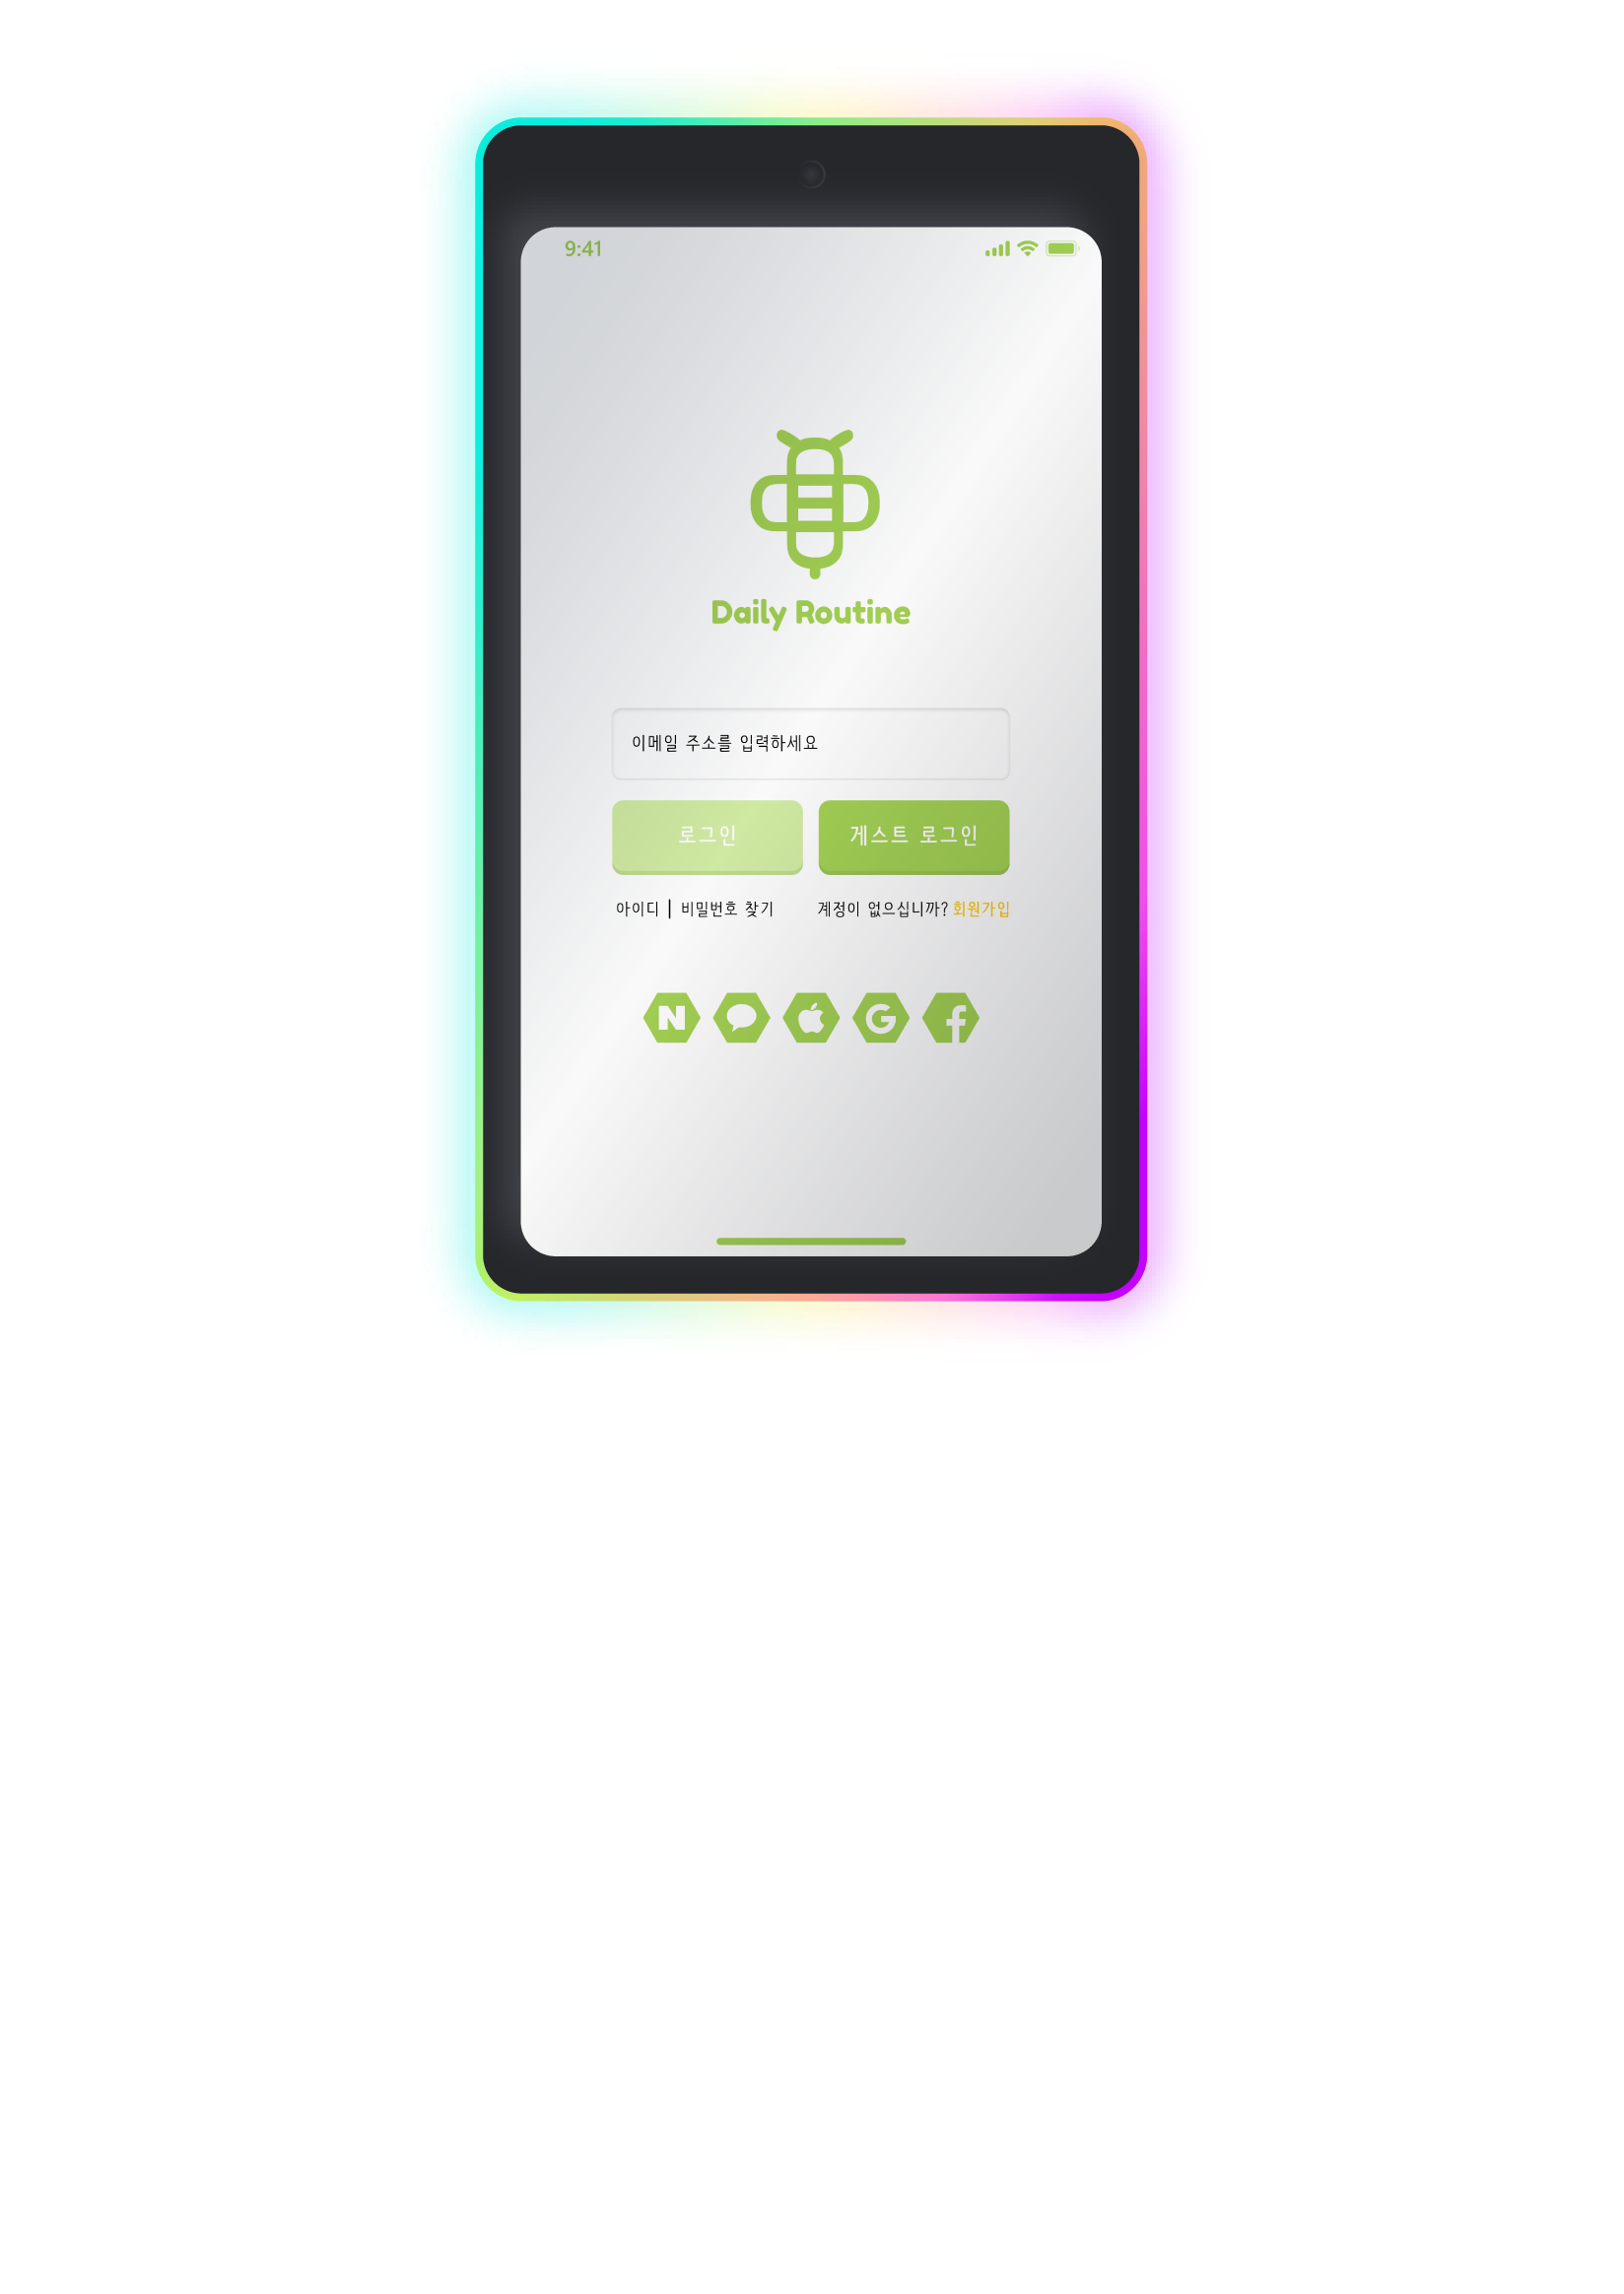 9:41
Daily Routine
이메일 주소를 입력하세요
로그인 게스트 로그인
아이디 | 비밀번호 찾기 계정이 없으십니까? 회원가입
N G f